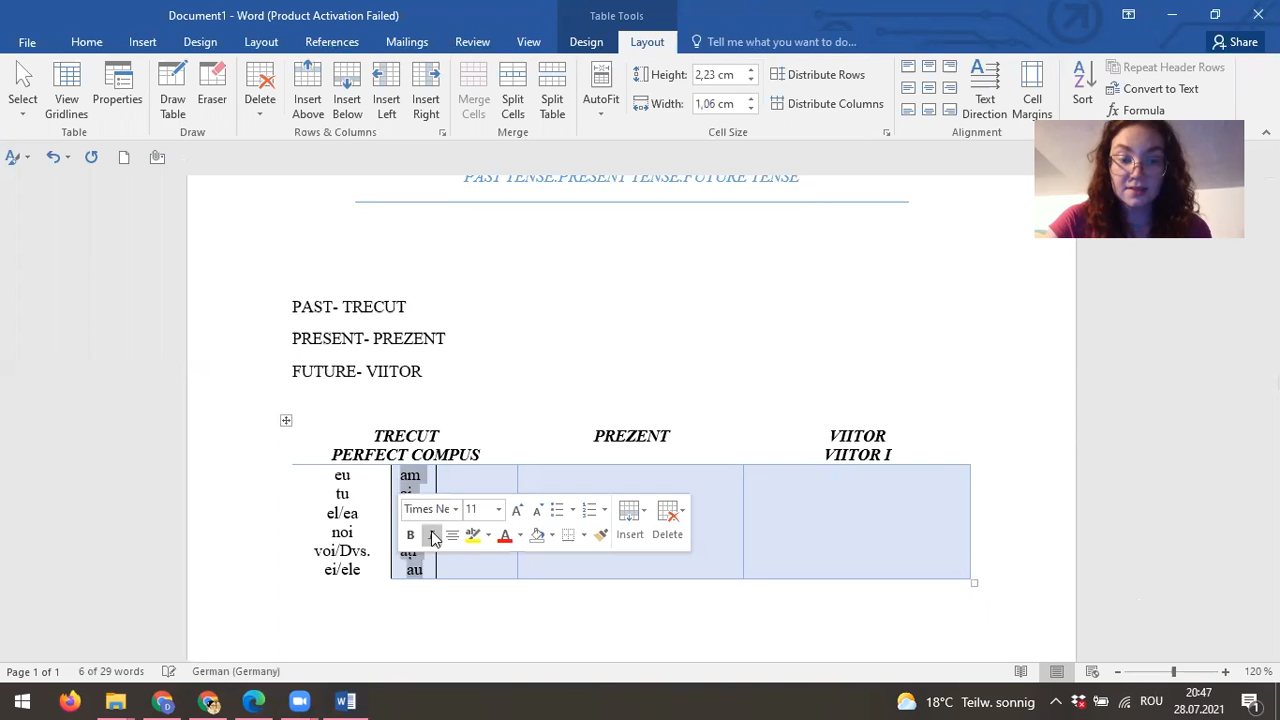 Document1 - Word (Product Activation Failed)
Table Tools
File Home Insert Design Layout References Mailings Review View Design Layout Tell me what you want to do... Share
Select
View Gridlines
Properties
Table
Draw Table
Eraser
Draw
Delete
Insert Above
Insert Below
Insert Left
Insert Right
Rows & Columns
Merge Cells
Split Cells
Split Table
Merge
AutoFit
Height: 2,23 cm
Width: 1,06 cm
Distribute Rows
Distribute Columns
Cell Size
Text Direction
Cell Margins
Alignment
Sort
Repeat Header Rows
Convert to Text
Formula
PAST TENSE.PRESENT TENSE.FUTURE TENSE
PAST- TRECUT
PRESENT- PREZENT
FUTURE- VIITOR
TRECUT PREZENT VIITOR
PERFECT COMPUS VIITOR I
eu am
tu ai
el/ea
noi
voi/Dvs. ați
ei/ele au
Times Ne 11
Insert Delete
Page 1 of 1 6 of 29 words German (Germany) 120 %
18°C Teilw. sonnig ROU 20:47
28.07.2021
1